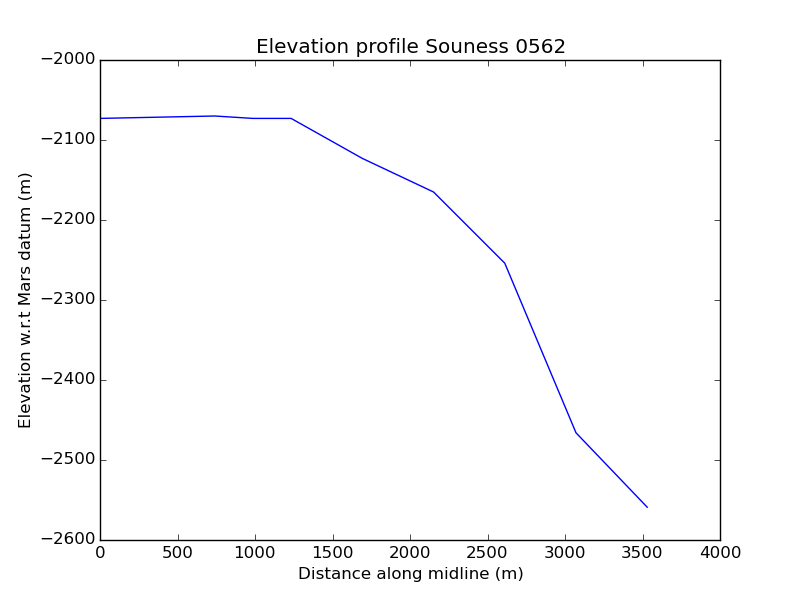 Elevation profile Souness 0562
−2000
−2100
−2200
−2300
−2400
−2500
−2600
Elevation w.r.t Mars datum (m)
0 500 1000 1500 2000 2500 3000 3500 4000
Distance along midline (m)